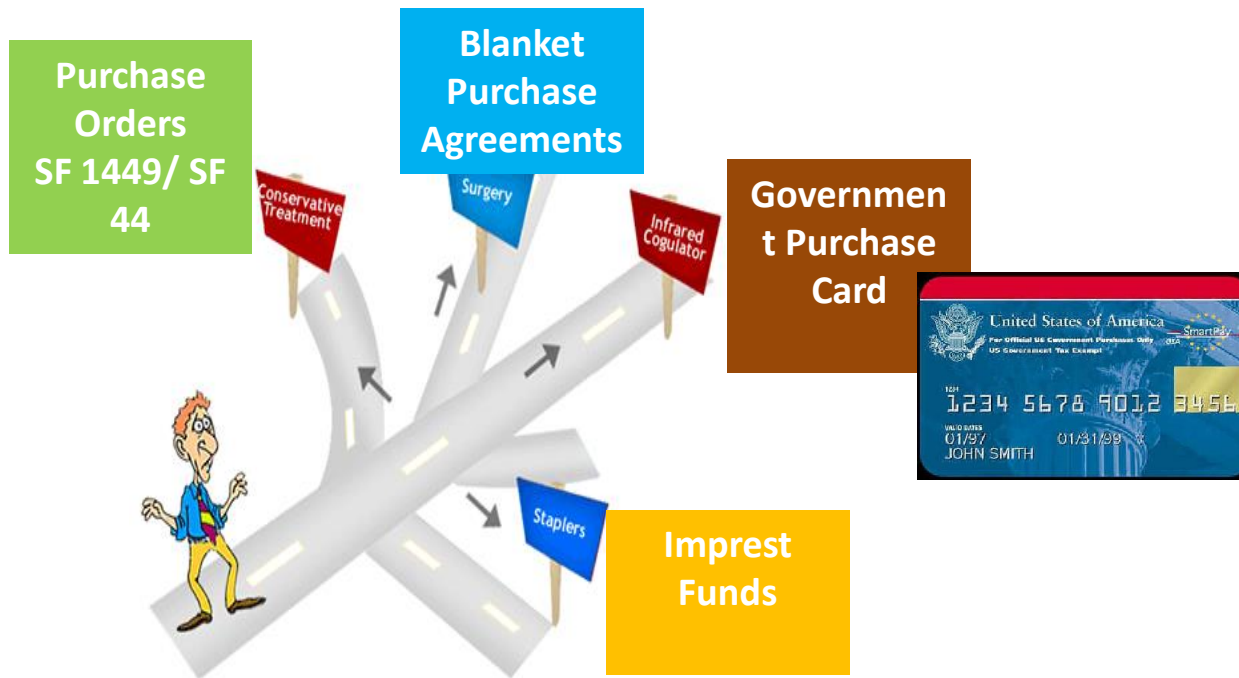 Purchase
Orders
SF 1449/ SF
44
Blanket
Purchase
Agreements
Conservative
Treatment
Surgery
Infrared
Cogulator
Governmen
t Purchase
Card
United States of America
For Official US Government Purchases Only
US Government Tax Exempt
SmartPay
GSA
1234
1234 5678 9012 3456
VALID DATES
01/97 01/31/99
JOHN SMITH
Staplers
Imprest
Funds